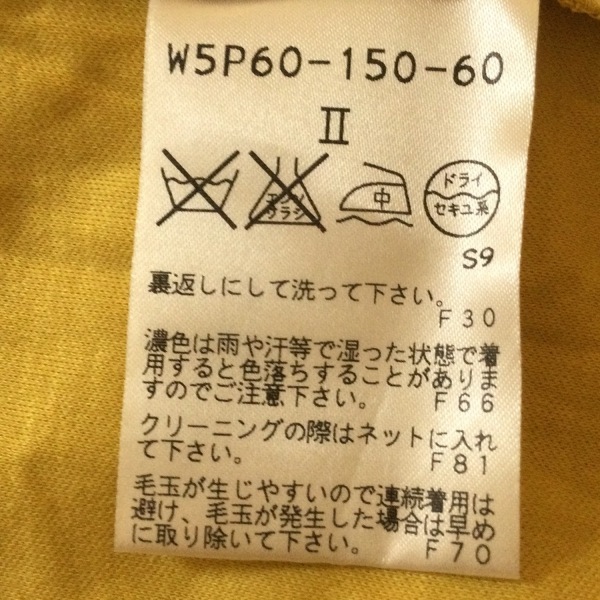 W5P60-150-60
II
エンソ
サラシ
中
ドライ
セキユ系
S9
裏返しにして洗って下さい。
F30
濃色は雨や汗等で湿った状態で着
用すると色落ちすることがありま
すのでご注意下さい。 F66
クリーニングの際はネットに入れ
て下さい。 F81
毛玉が生じやすいので連続着用は
避け、毛玉が発生した場合は早め
に取り除いて下さい。 F70